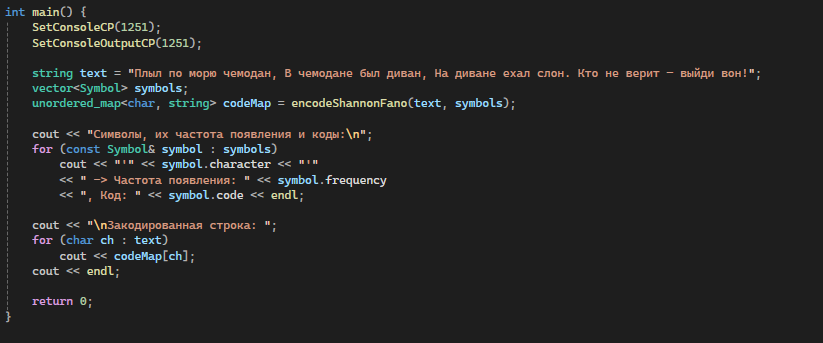 int main() {
    SetConsoleCP(1251);
    SetConsoleOutputCP(1251);

    string text = "Плыл по морю чемодан, В чемодане был диван, На диване ехал слон. Кто не верит – выйди вон!";
    vector<Symbol> symbols;
    unordered_map<char, string> codeMap = encodeShannonFano(text, symbols);

    cout << "Символы, их частота появления и коды:\n";
    for (const Symbol& symbol : symbols)
        cout << "'" << symbol.character << "'"
        << " -> Частота появления: " << symbol.frequency
        << ", Код: " << symbol.code << endl;

    cout << "\nЗакодированная строка: ";
    for (char ch : text)
        cout << codeMap[ch];
    cout << endl;

    return 0;
}